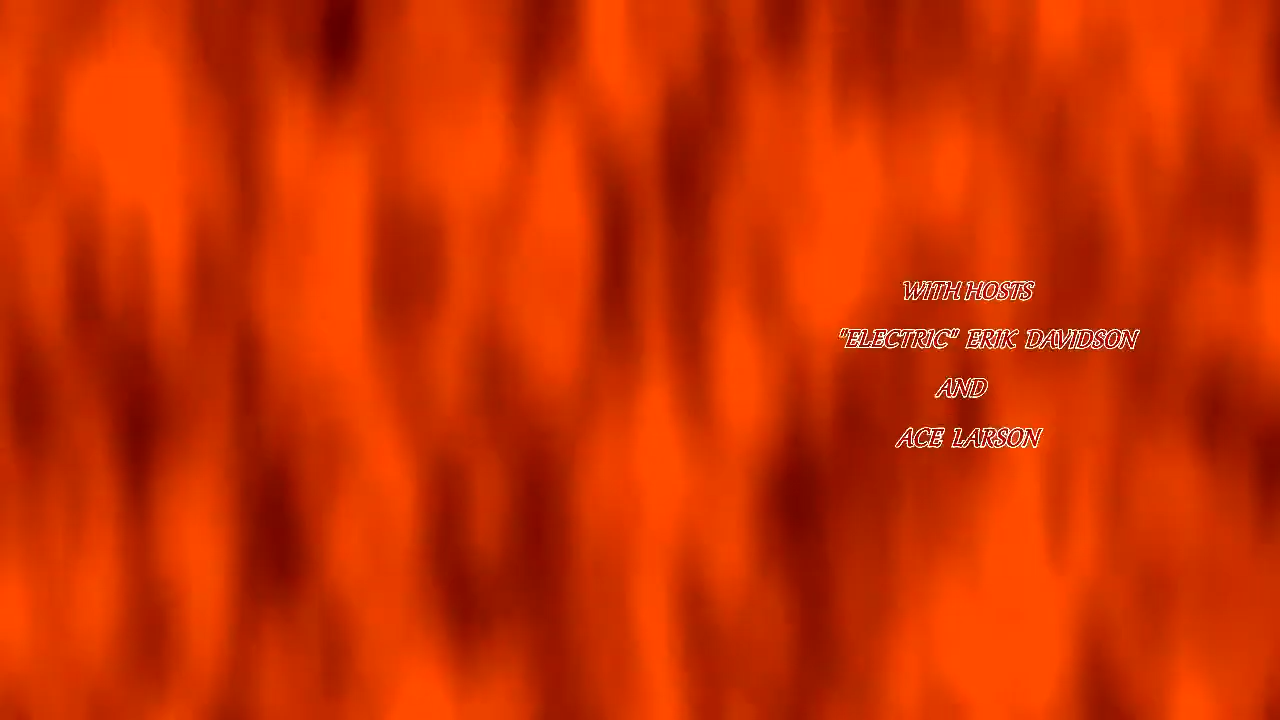 WITH HOSTS
"ELECTRIC" ERIK DAVIDSON
AND
ACE LARSON